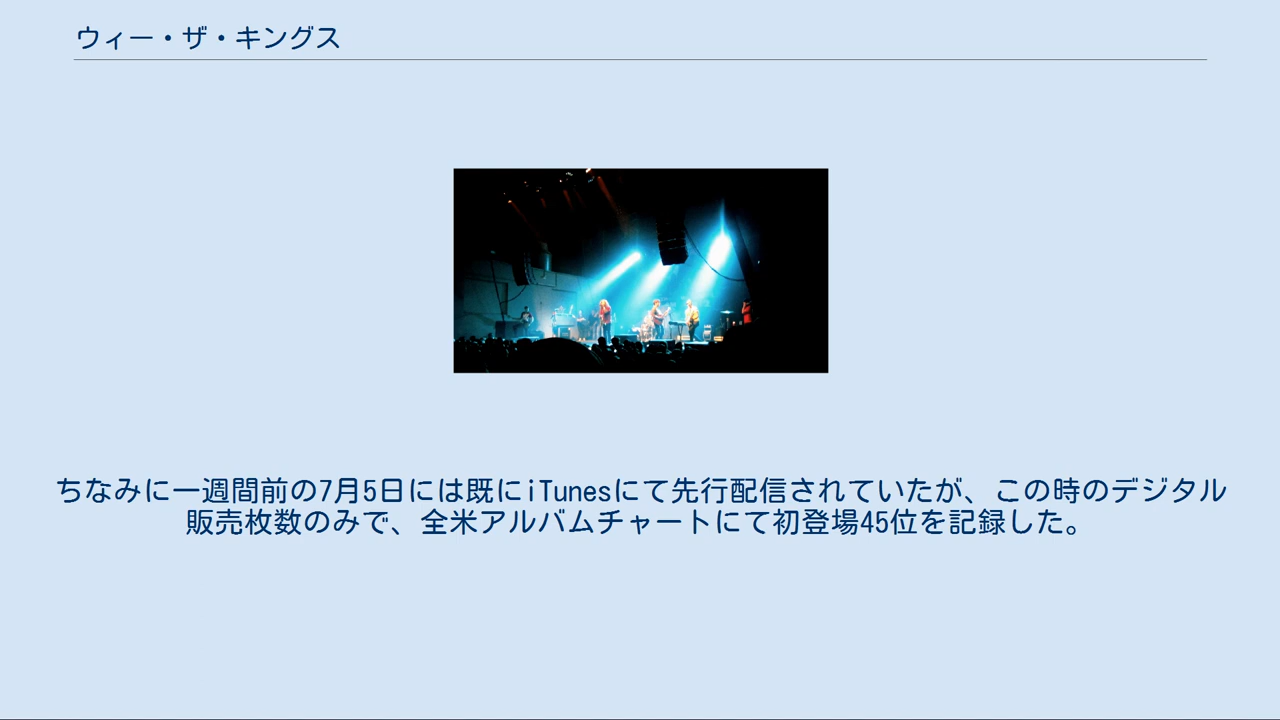 ウィー・ザ・キングス
ちなみに一週間前の7月5日には既にiTunesにて先行配信されていたが、この時のデジタル
販売枚数のみで、全米アルバムチャートにて初登場45位を記録した。